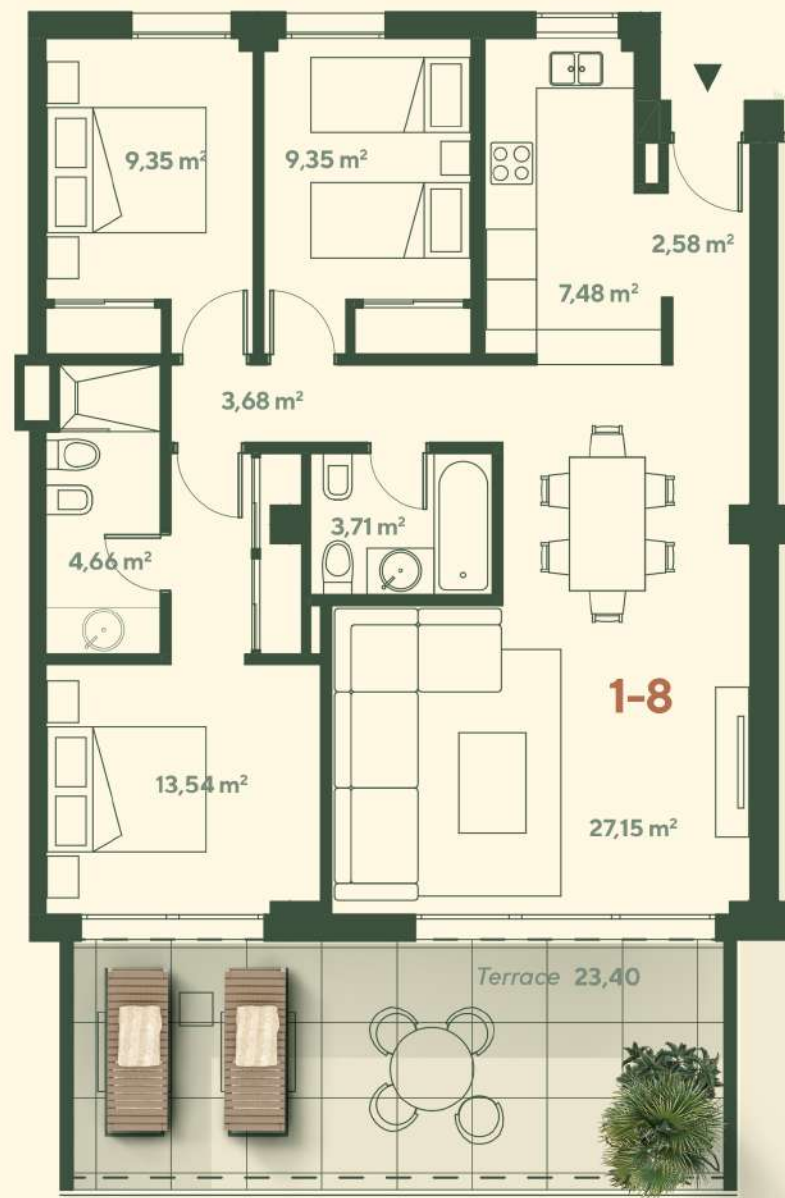 9,35 m²
9,35 m²
2,58 m²
7,48 m²
3,68 m²
3,71 m²
4,66 m²
1-8
13,54 m²
27,15 m²
Terrace 23,40